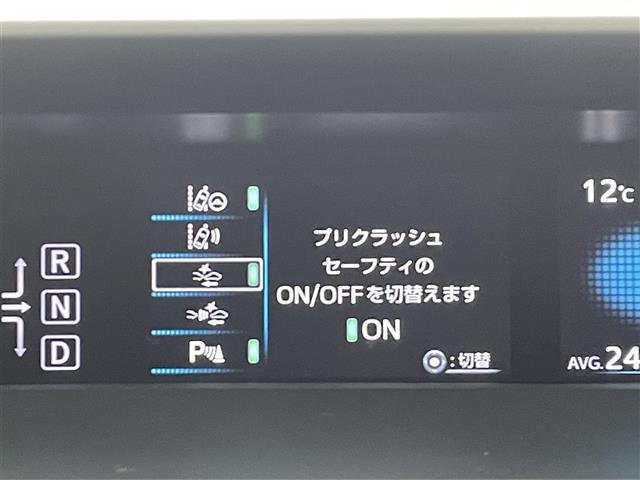 12℃
R
N
D
P
プリクラッシュ
セーフティの
ON/OFFを切替えます
ON
:切替
AVG.24